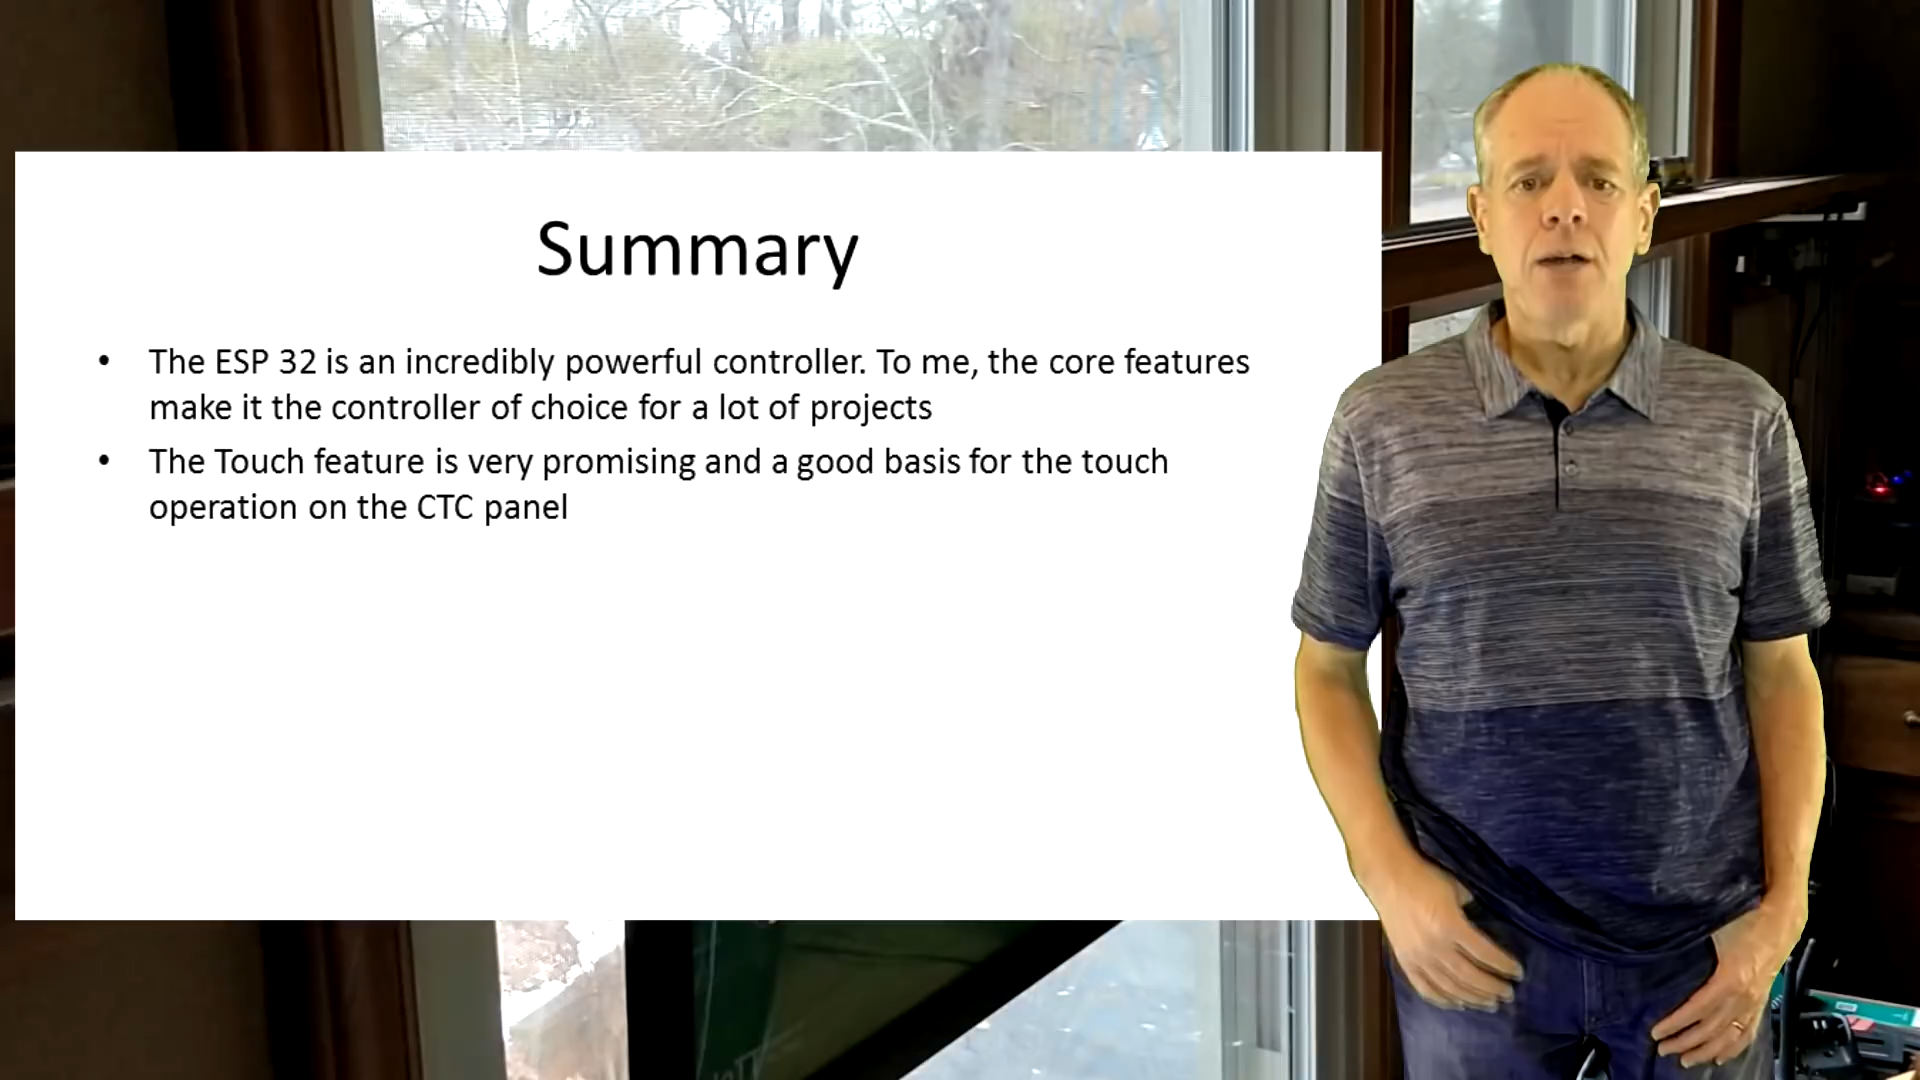 Summary
• The ESP 32 is an incredibly powerful controller. To me, the core features
make it the controller of choice for a lot of projects
• The Touch feature is very promising and a good basis for the touch
operation on the CTC panel